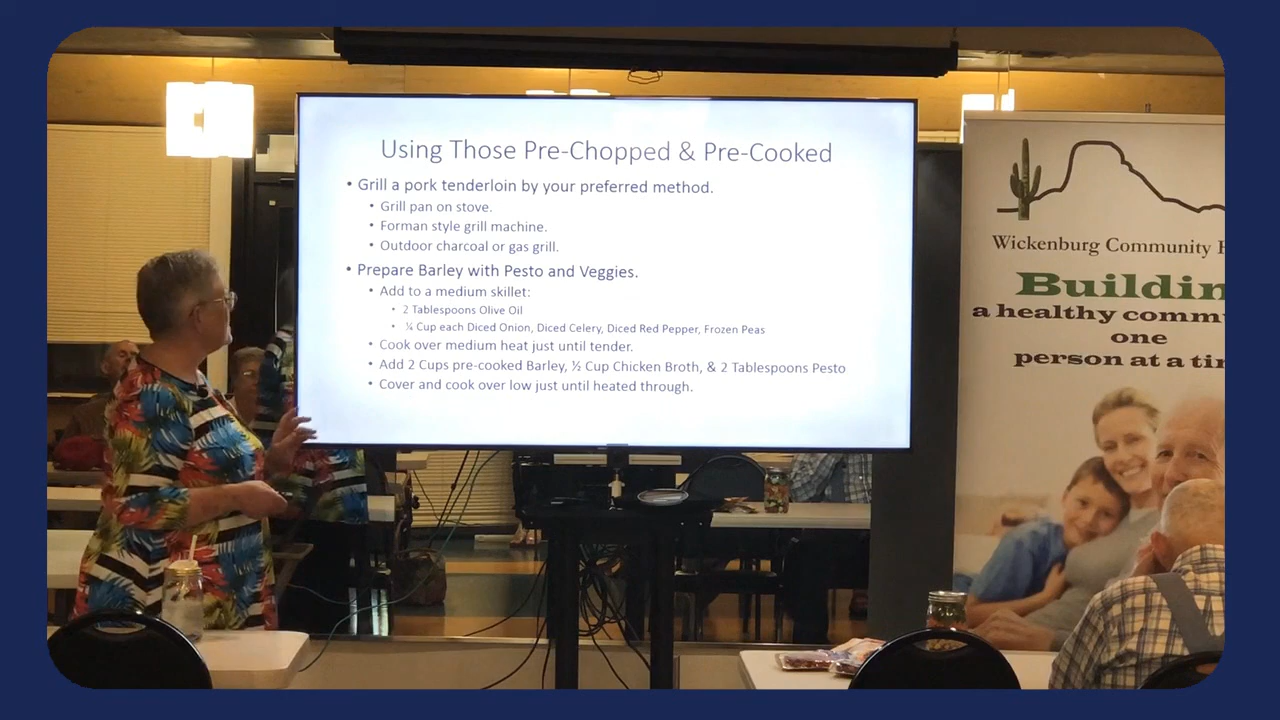 Using Those Pre-Chopped & Pre-Cooked
• Grill a pork tenderloin by your preferred method.
• Grill pan on stove.
• Forman style grill machine.
• Outdoor charcoal or gas grill.
• Prepare Barley with Pesto and Veggies.
• Add to a medium skillet:
• 2 Tablespoons Olive Oil
• ¼ Cup each Diced Onion, Diced Celery, Diced Red Pepper, Frozen Peas
• Cook over medium heat just until tender.
• Add 2 Cups pre-cooked Barley, ½ Cup Chicken Broth, & 2 Tablespoons Pesto
• Cover and cook over low just until heated through.
Wickenburg Community
Buildin
a healthy commu
one
person at a tim